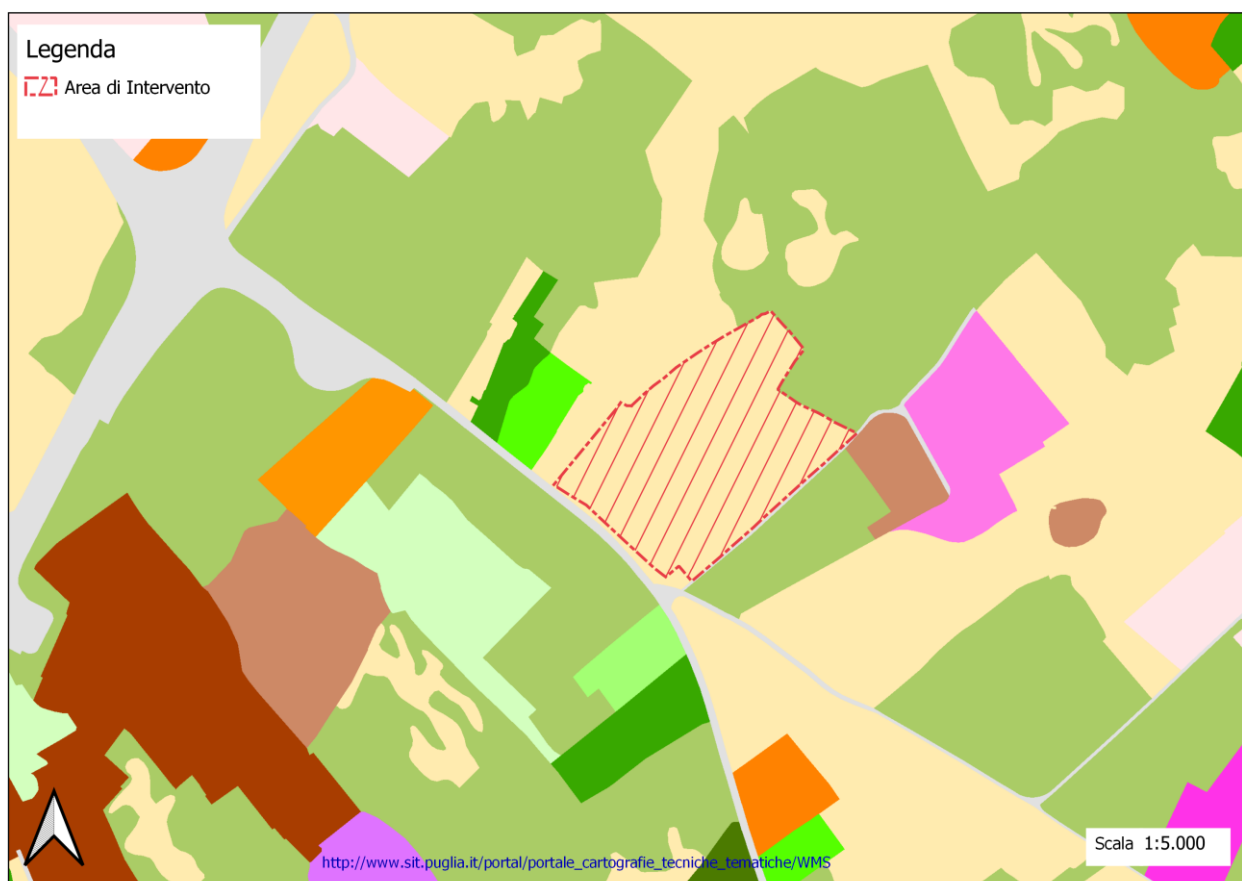 Legenda
Area di Intervento
Scala 1:5.000
http://www.sit.puglia.it/portal/portale_cartografie_tecniche_tematiche/WMS